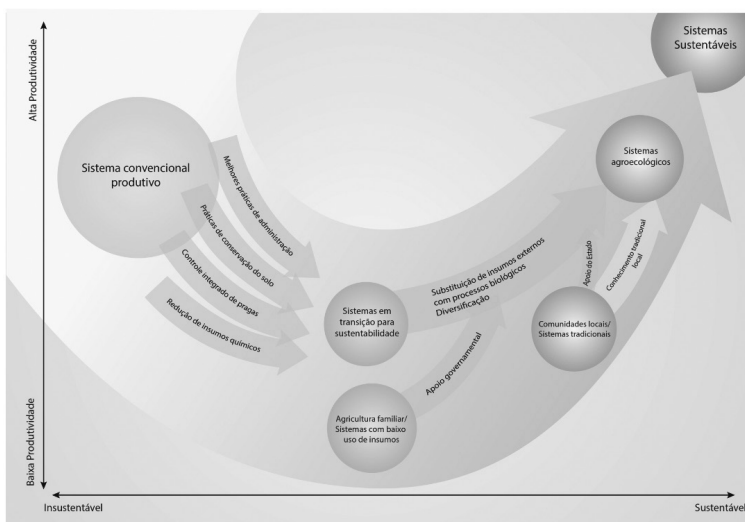 Alta Produtividade
Baixa Produtividade
Insustentável
Sustentável
Sistemas
Sustentáveis
Sistema convencional
produtivo
Melhores práticas de administração
Práticas de conservação do solo
Controle integrado de pragas
Redução de insumos químicos
Sistemas em
transição para
sustentabilidade
Agricultura familiar/
Sistemas com baixo
uso de insumos
Apoio governamental
Substituição de insumos externos
com processos biológicos
Diversificação
Sistemas
agroecológicos
Apoio do Estado
Conhecimento tradicional
local
Comunidades locais/
Sistemas tradicionais